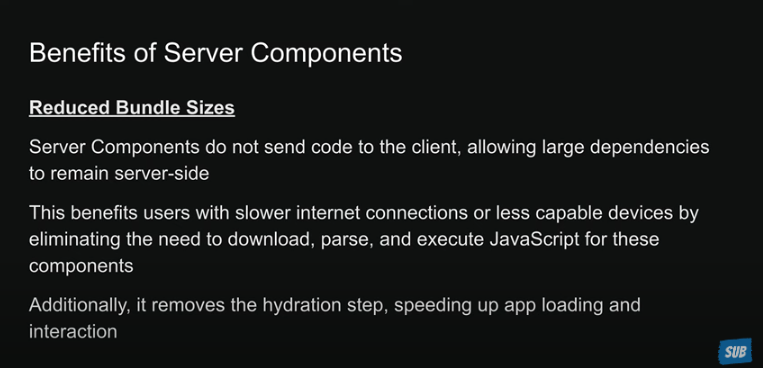 Benefits of Server Components
Reduced Bundle Sizes
Server Components do not send code to the client, allowing large dependencies
to remain server-side
This benefits users with slower internet connections or less capable devices by
eliminating the need to download, parse, and execute JavaScript for these
components
Additionally, it removes the hydration step, speeding up app loading and
interaction
SUB